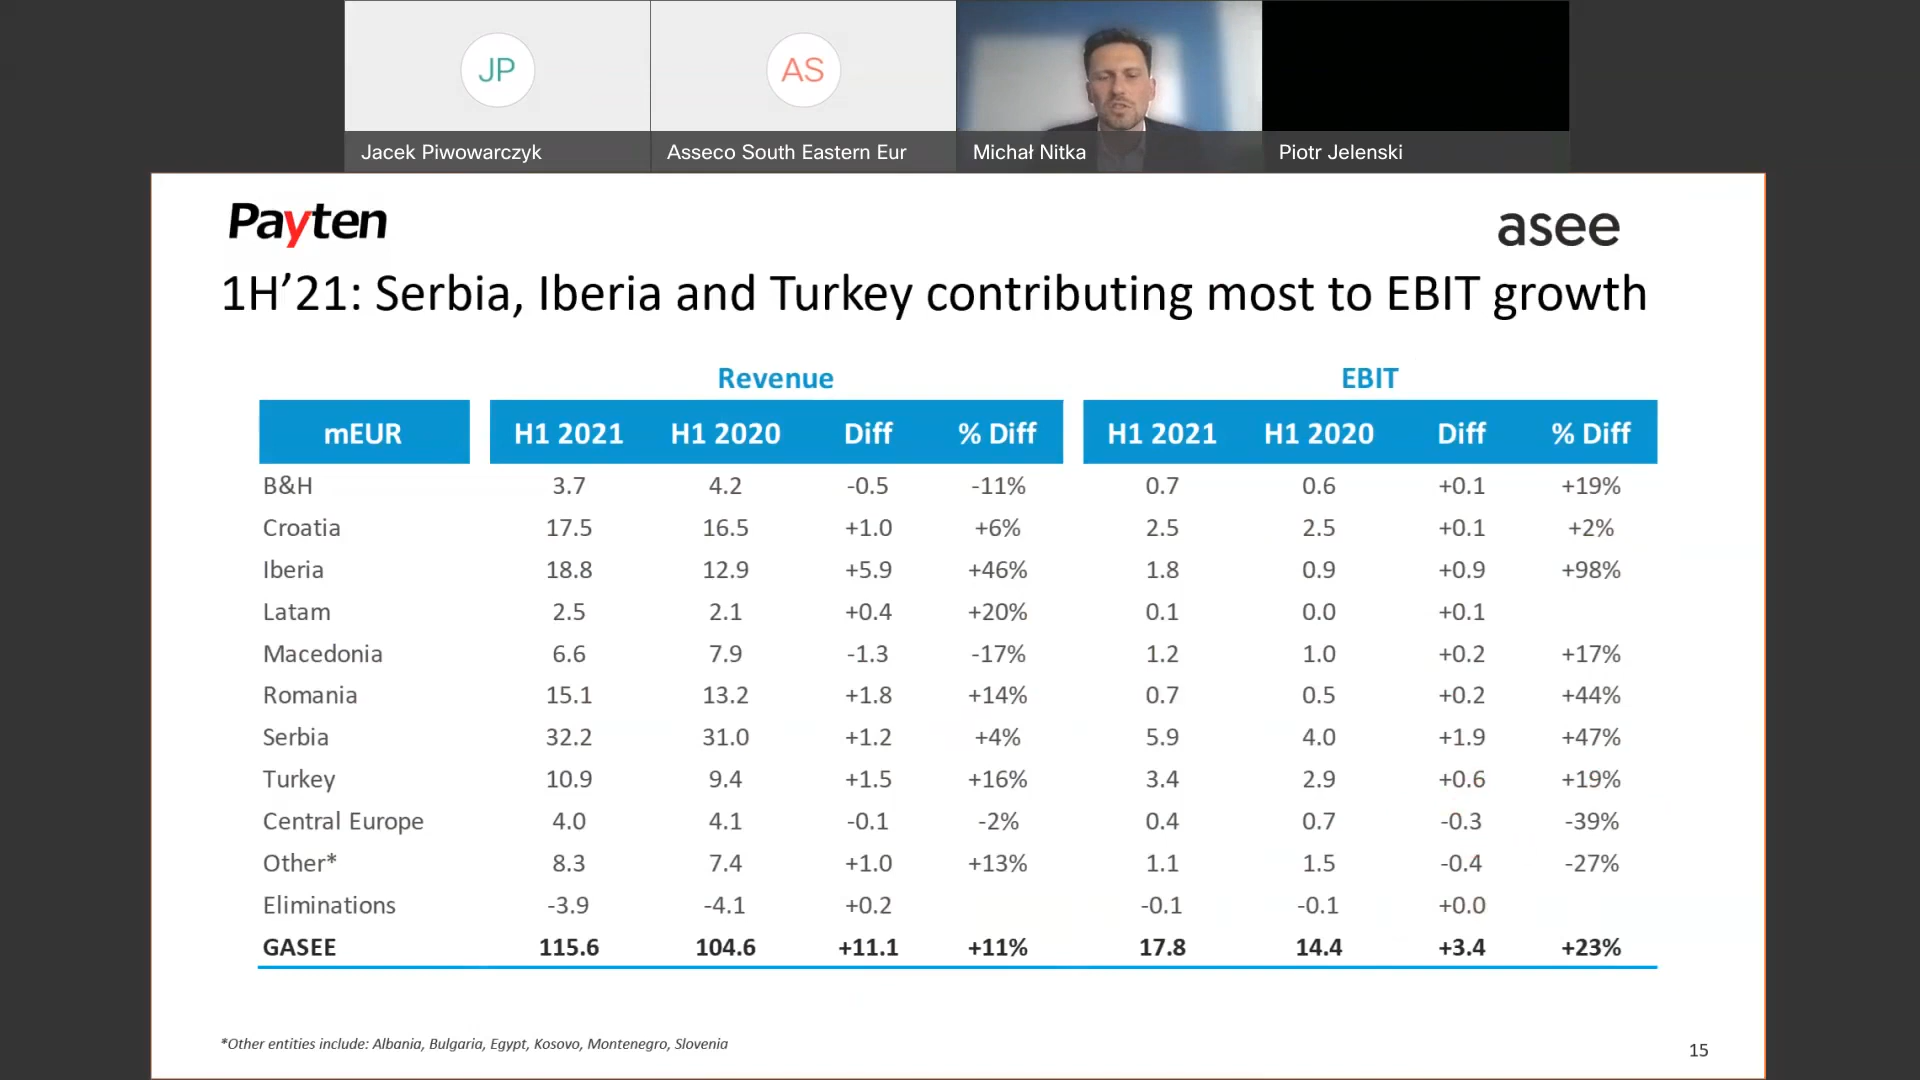 JP
AS
Jacek Piwowarczyk
Asseco South Eastern Eur
Michał Nitka
Piotr Jelenski
Payten
asee
1H’21: Serbia, Iberia and Turkey contributing most to EBIT growth
Revenue EBIT
mEUR H1 2021 H1 2020 Diff % Diff H1 2021 H1 2020 Diff % Diff
B&H 3.7 4.2 -0.5 -11% 0.7 0.6 +0.1 +19%
Croatia 17.5 16.5 +1.0 +6% 2.5 2.5 +0.1 +2%
Iberia 18.8 12.9 +5.9 +46% 1.8 0.9 +0.9 +98%
Latam 2.5 2.1 +0.4 +20% 0.1 0.0 +0.1
Macedonia 6.6 7.9 -1.3 -17% 1.2 1.0 +0.2 +17%
Romania 15.1 13.2 +1.8 +14% 0.7 0.5 +0.2 +44%
Serbia 32.2 31.0 +1.2 +4% 5.9 4.0 +1.9 +47%
Turkey 10.9 9.4 +1.5 +16% 3.4 2.9 +0.6 +19%
Central Europe 4.0 4.1 -0.1 -2% 0.4 0.7 -0.3 -39%
Other* 8.3 7.4 +1.0 +13% 1.1 1.5 -0.4 -27%
Eliminations -3.9 -4.1 +0.2 -0.1 -0.1 +0.0
GASEE 115.6 104.6 +11.1 +11% 17.8 14.4 +3.4 +23%
*Other entities include: Albania, Bulgaria, Egypt, Kosovo, Montenegro, Slovenia
15